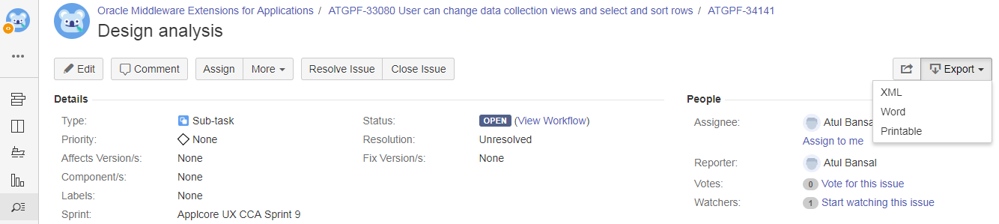 Oracle Middleware Extensions for Applications / ATGPF-33080 User can change data collection views and select and sort rows / ATGPF-34141
Design analysis
Edit Comment Assign More Resolve Issue Close Issue Export
XML
Word
Printable
Details
Type: Sub-task Status: OPEN (View Workflow)
Priority: None Resolution: Unresolved
Affects Version/s: None Fix Version/s: None
Component/s: None
Labels: None
Sprint: Applcore UX CCA Sprint 9
People
Assignee: Atul Bansa
Assign to me
Reporter: Atul Bansal
Votes: 0 Vote for this issue
Watchers: 1 Start watching this issue